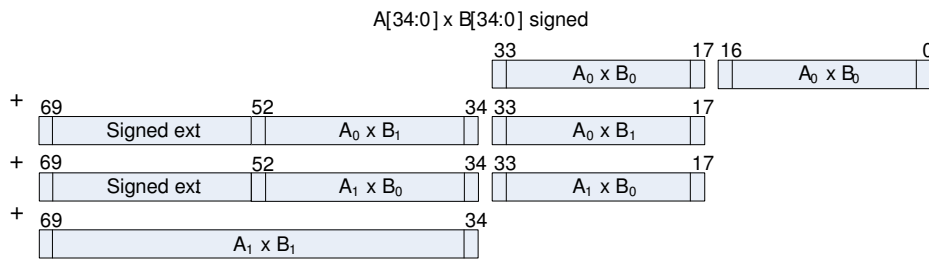 A[34:0] x B[34:0] signed
33 17 16 0
A₀ x B₀ A₀ x B₀
+ 69 52 34 33 17
Signed ext A₀ x B₁ A₀ x B₁
+ 69 52 34 33 17
Signed ext A₁ x B₀ A₁ x B₀
+ 69 34
A₁ x B₁